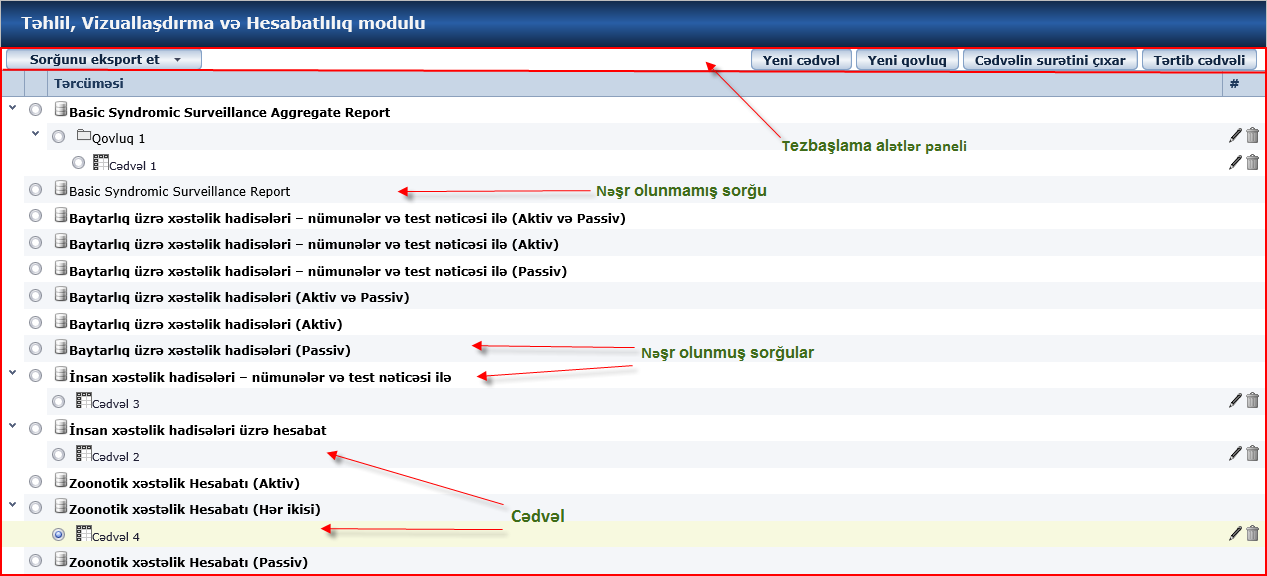 Təhlil, Vizuallaşdırma və Hesabatlılıq modulu
Sorğunu eksport et Yeni cədvəl Yeni qovluq Cədvəlin surətini çıxar Tərtib cədvəli
Tərcüməsi #
Basic Syndromic Surveillance Aggregate Report
Qovluq 1
Tezbaşlama alətlər paneli
Cədvəl 1
Basic Syndromic Surveillance Report
Nəşr olunmamış sorğu
Baytarlıq üzrə xəstəlik hadisələri – nümunələr və test nəticəsi ilə (Aktiv və Passiv)
Baytarlıq üzrə xəstəlik hadisələri – nümunələr və test nəticəsi ilə (Aktiv)
Baytarlıq üzrə xəstəlik hadisələri – nümunələr və test nəticəsi ilə (Passiv)
Baytarlıq üzrə xəstəlik hadisələri (Aktiv və Passiv)
Baytarlıq üzrə xəstəlik hadisələri (Aktiv)
Baytarlıq üzrə xəstəlik hadisələri (Passiv)
Nəşr olunmuş sorğular
İnsan xəstəlik hadisələri – nümunələr və test nəticəsi ilə
Cədvəl 3
İnsan xəstəlik hadisələri üzrə hesabat
Cədvəl 2
Zoonotik xəstəlik Hesabatı (Aktiv)
Zoonotik xəstəlik Hesabatı (Hər ikisi)
Cədvəl
Cədvəl 4
Zoonotik xəstəlik Hesabatı (Passiv)